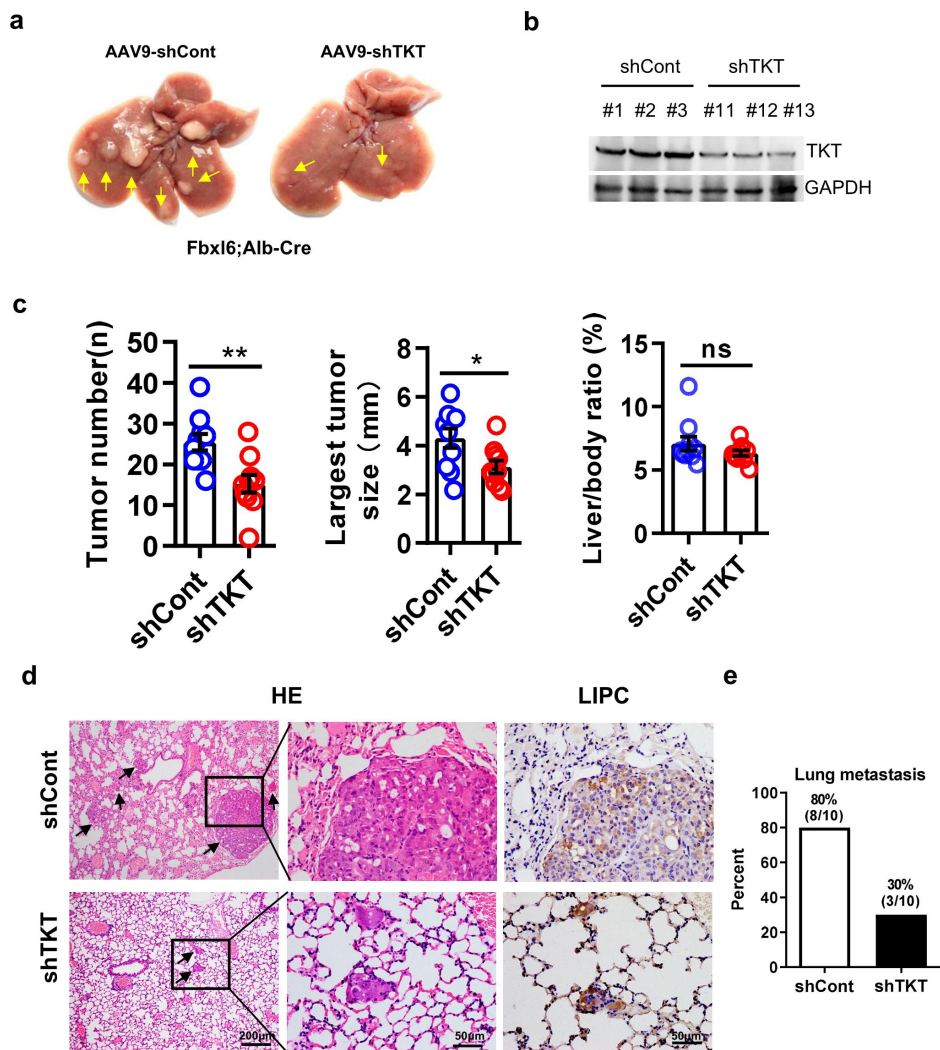 a
AAV9-shCont
AAV9-shTKT
Fbxl6;Alb-Cre
b
shCont
shTKT
#1 #2 #3 #11 #12 #13
TKT
GAPDH
c
Tumor number(n)
50
40
30
20
10
0
**
shCont
shTKT
Largest tumor
size (mm)
8
6
4
2
0
*
shCont
shTKT
Liver/body ratio (%)
15
10
5
0
ns
shCont
shTKT
d
HE
LIPC
shCont
shTKT
200μm
50μm
50μm
e
Lung metastasis
Percent
100
80
60
40
20
0
80%
(8/10)
30%
(3/10)
shCont
shTKT